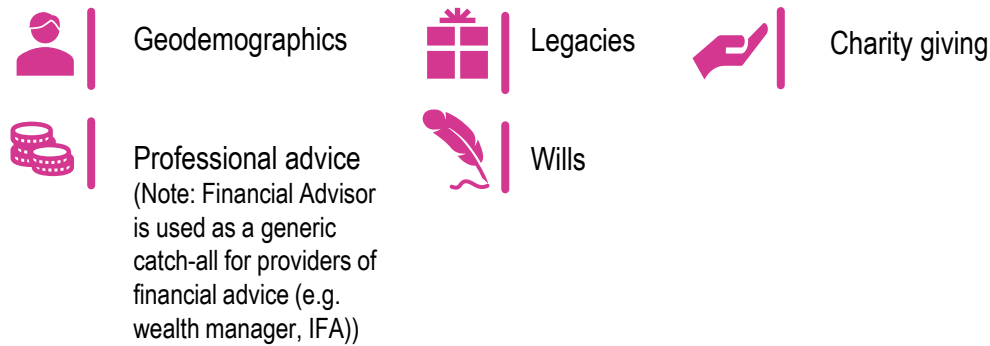 Geodemographics
Legacies
Charity giving
Professional advice
(Note: Financial Advisor
is used as a generic
catch-all for providers of
financial advice (e.g.
wealth manager, IFA))
Wills